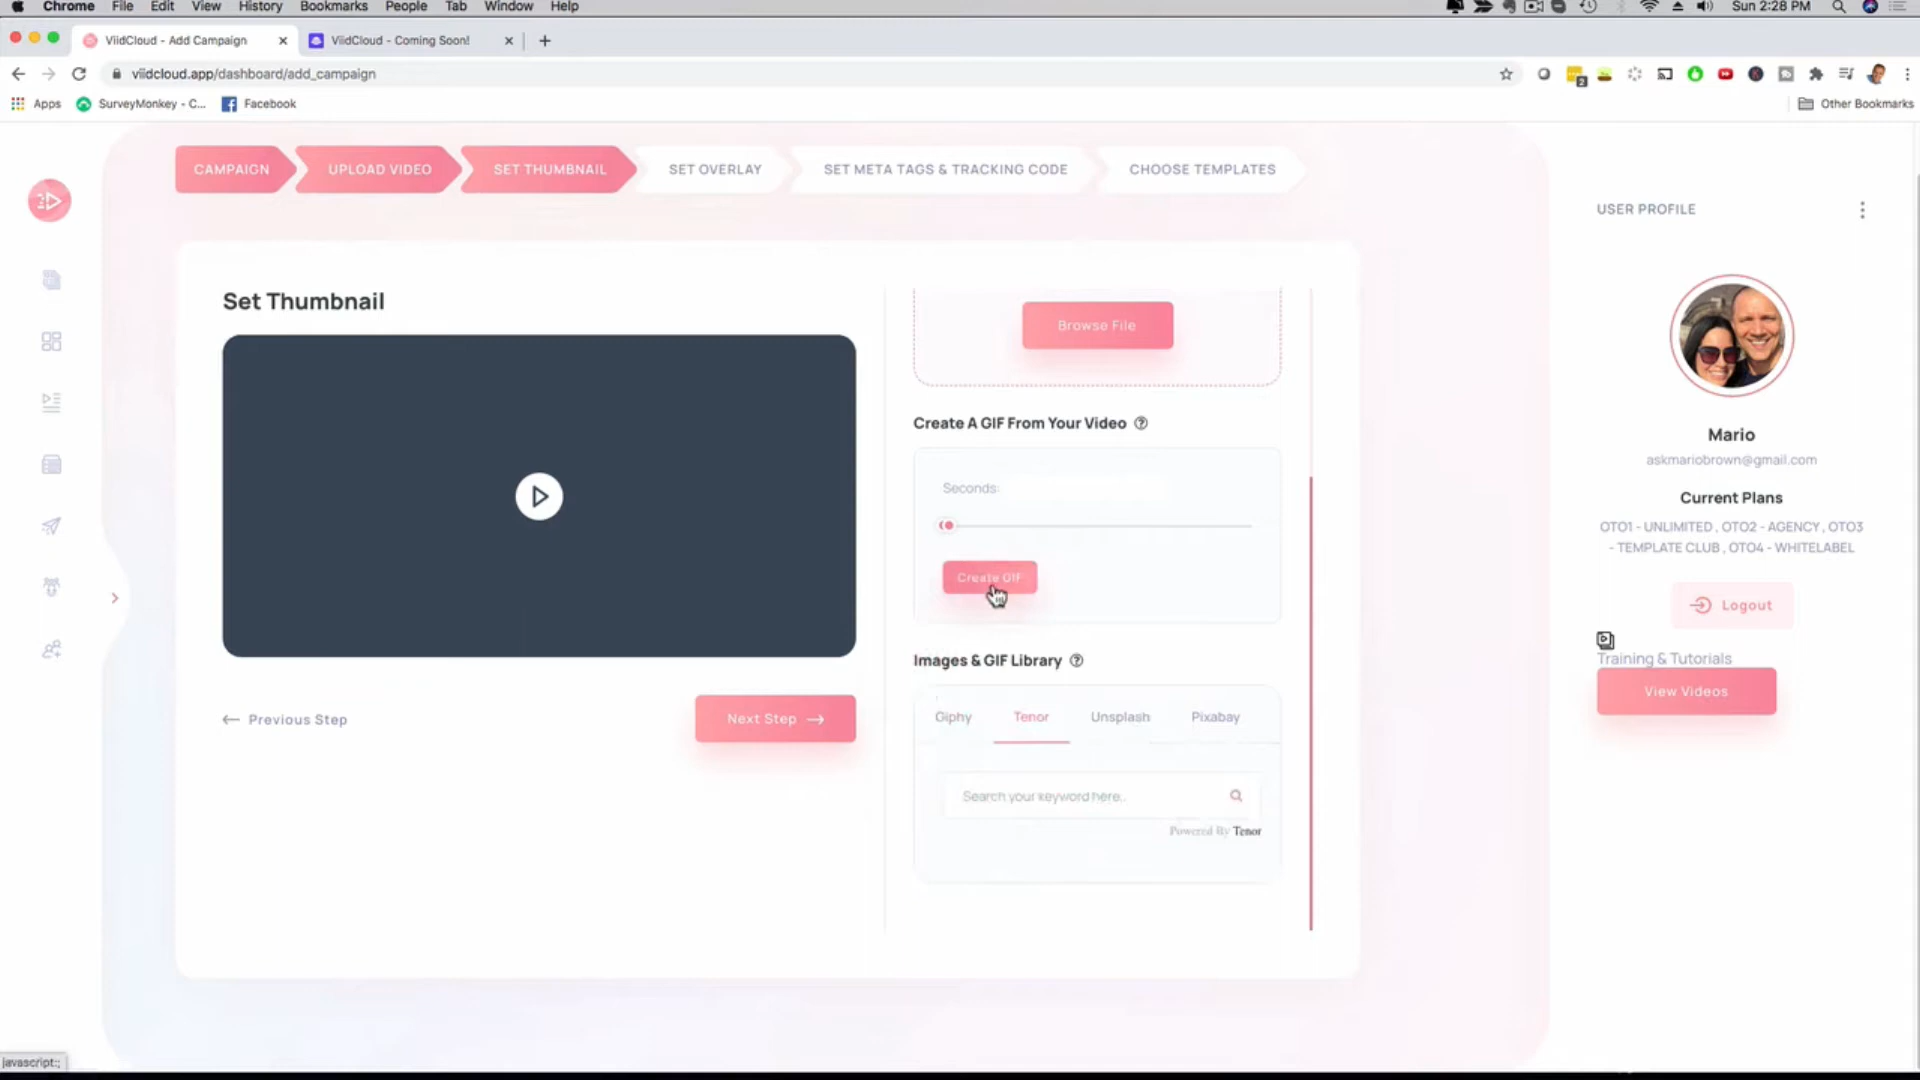 Chrome File Edit View History Bookmarks People Tab Window Help Sun 2:28 PM
ViidCloud - Add Campaign ViidCloud - Coming Soon!
viidcloud.app/dashboard/add_campaign
2
Apps SurveyMonkey - C... Facebook Other Bookmarks
CAMPAIGN UPLOAD VIDEO SET THUMBNAIL SET OVERLAY SET META TAGS & TRACKING CODE CHOOSE TEMPLATES
Set Thumbnail
← Previous Step
Next Step →
Browse File
Create A GIF From Your Video
Seconds:
Create GIF
Images & GIF Library
Giphy Tenor Unsplash Pixabay
Search your keyword here..
Powered By Tenor
USER PROFILE
Mario
askmariobrown@gmail.com
Current Plans
OTO1 - UNLIMITED , OTO2 - AGENCY , OTO3
- TEMPLATE CLUB , OTO4 - WHITELABEL
Logout
Training & Tutorials
View Videos
javascript:;